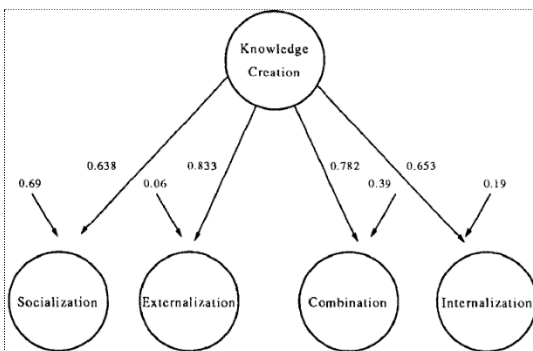 Knowledge
Creation
0.638
0.833
0.782
0.653
0.69
0.06
0.39
0.19
Socialization
Externalization
Combination
Internalization